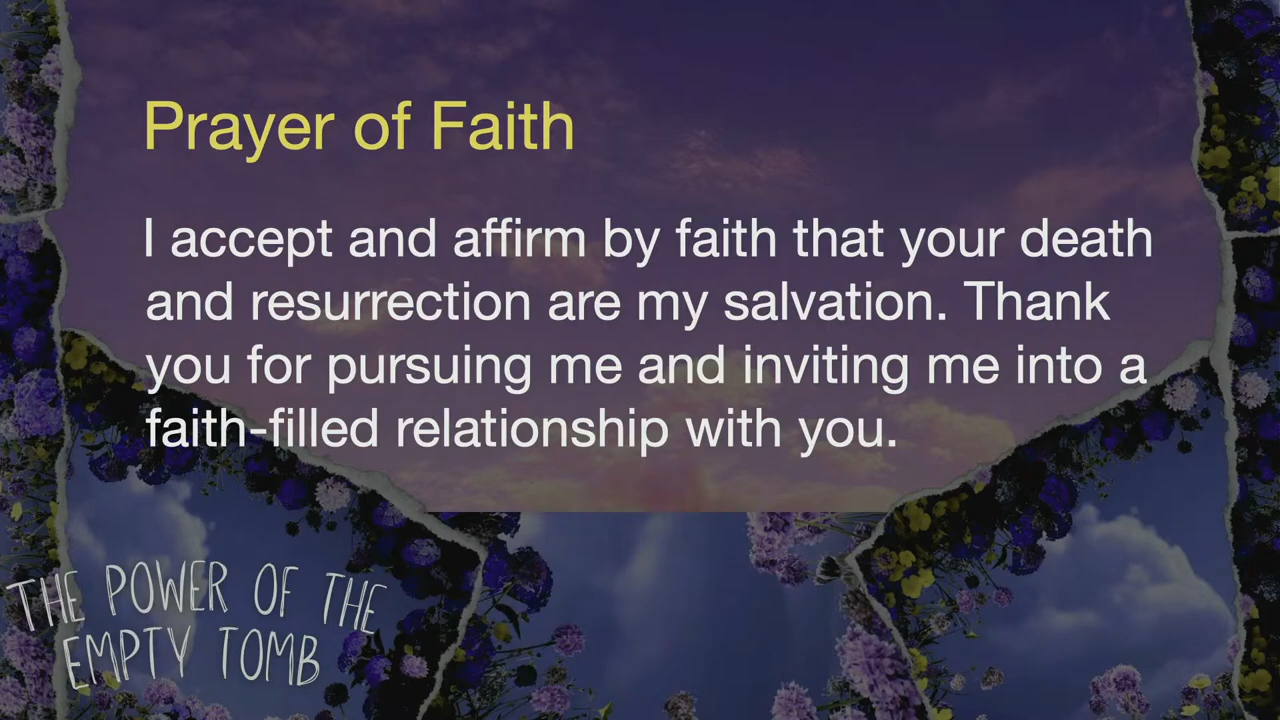 Prayer of Faith
I accept and affirm by faith that your death
and resurrection are my salvation. Thank
you for pursuing me and inviting me into a
faith-filled relationship with you.
THE POWER OF THE
EMPTY TOMB